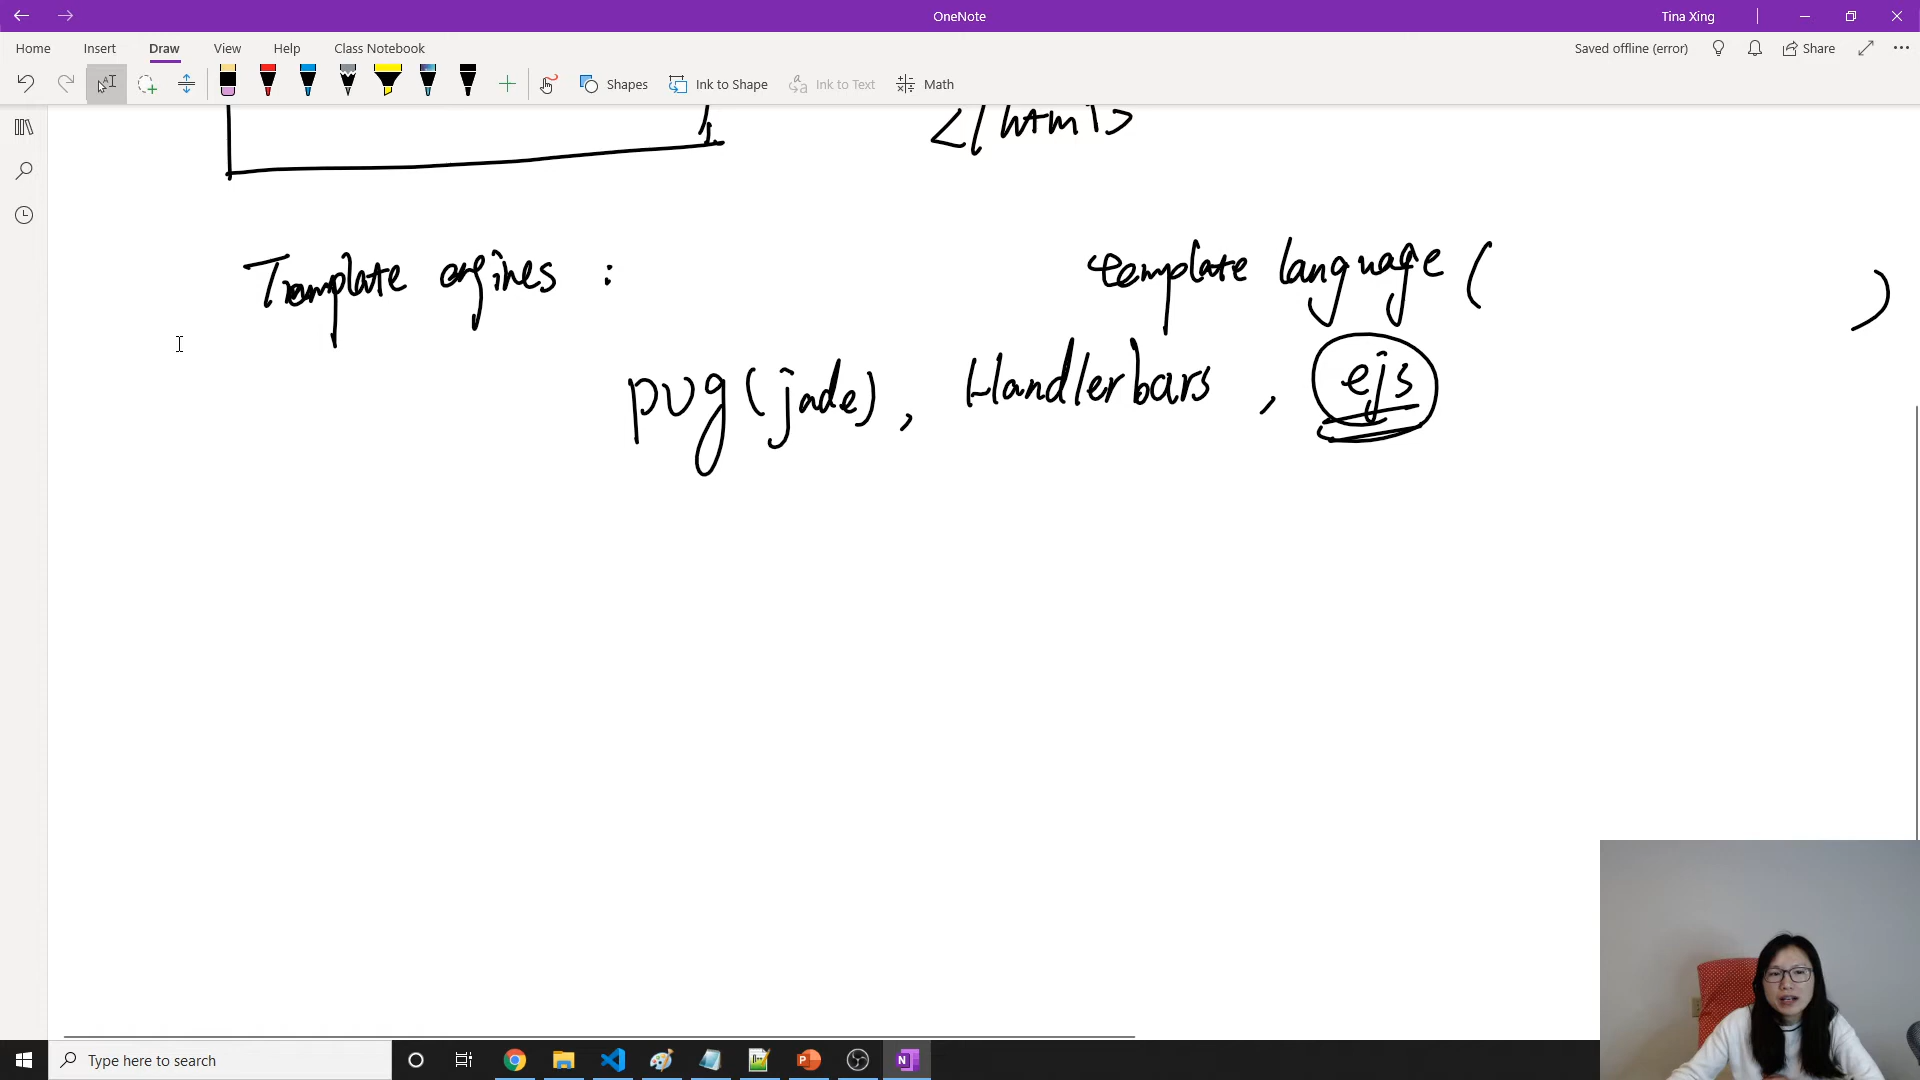 OneNote
Tina Xing
Home Insert Draw View Help Class Notebook
Saved offline (error) Share
Shapes Ink to Shape Ink to Text Math
</html>
Template engines : template language ( )
pug (jade), Handlerbars , ejs
Type here to search